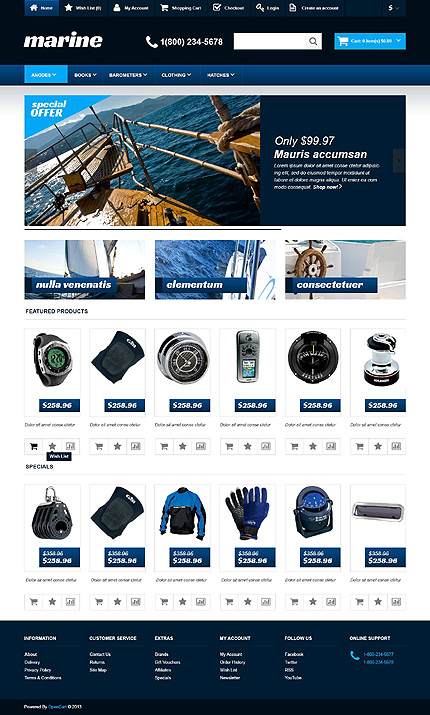 Home Wish List (0) My Account Shopping Cart Checkout Login Create an account $
marine 1(800) 234-5678 Cart: 0 item(s) $0.00
ANGDES BOOKS BAROMETERS CLOTHING HATCHES
special
OFFER
Only $99.97
Mauris accumsan
Lorem ipsum dolor sit amet conse ctetur adipisic-
ing elit, sed do eiusmod tempor incididunt ut
labore et dolore magna aliqua. Ut eniea ea com
modo consequat. Shop now!
nulla venenatis elementum consectetuer
FEATURED PRODUCTS
$258.96 $258.96 $258.96 $258.96 $258.96 $258.96
Dolor sit amet conse ctetur Dolor sit amet conse ctetur Dolor sit amet conse ctetur Dolor sit amet conse ctetur Dolor sit amet conse ctetur Dolor sit amet conse ctetur
Wish List
SPECIALS
$358.96 $358.96 $358.96 $358.96 $358.96 $358.96
$258.96 $258.96 $258.96 $258.96 $258.96 $258.96
Dolor sit amet conse ctetur Dolor sit amet conse ctetur Dolor sit amet conse ctetur Dolor sit amet conse ctetur Dolor sit amet conse ctetur Dolor sit amet conse ctetur
INFORMATION CUSTOMER SERVICE EXTRAS MY ACCOUNT FOLLOW US ONLINE SUPPORT
About Contact Us Brands My Account Facebook 1-800-234-5677
Delivery Returns Gift Vouchers Order History Twitter 1-800-234-5678
Privacy Policy Site Map Affiliates Wish List RSS
Terms & Conditions Specials Newsletter YouTube
Powered By OpenCart © 2013